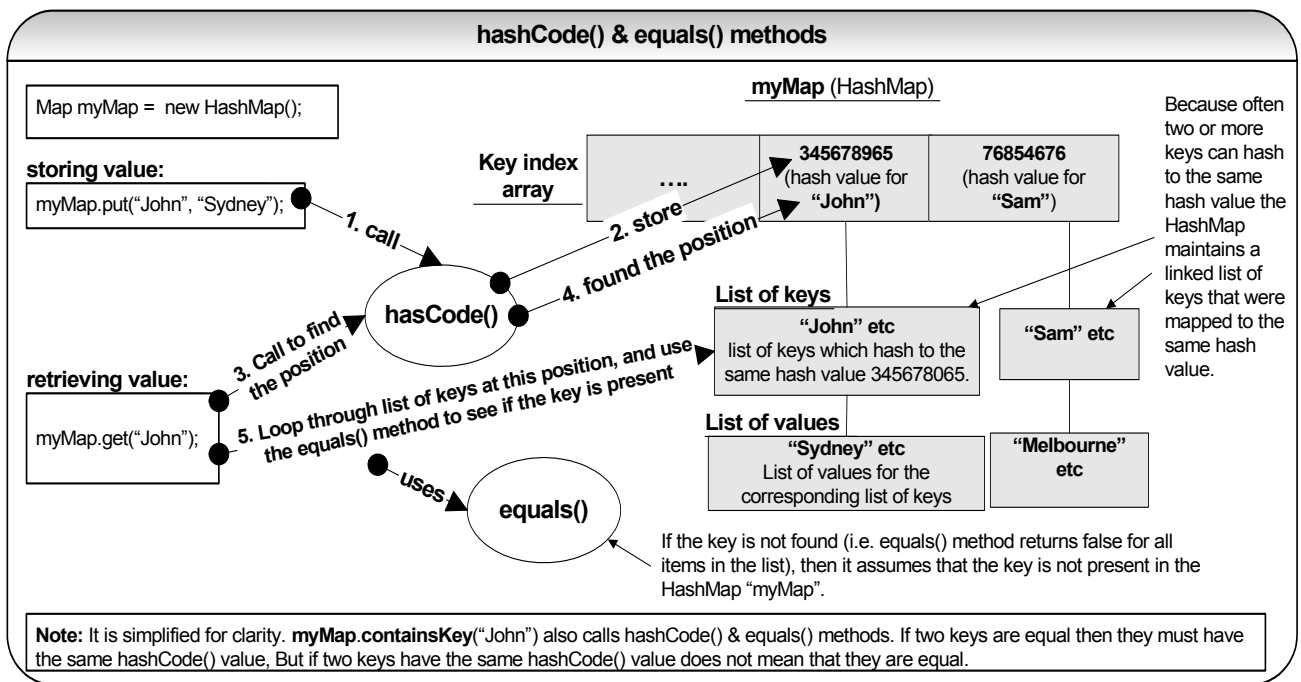 hashCode() & equals() methods
Map myMap = new HashMap();
storing value:
myMap.put(“John”, “Sydney”);
1. call
hasCode()
2. store
4. found the position
3. Call to find
the position
retrieving value:
myMap.get(“John”);
5. Loop through list of keys at this position, and use
the equals() method to see if the key is present
uses
equals()
myMap (HashMap)
Key index
array
....
345678965
(hash value for
“John”)
76854676
(hash value for
“Sam”)
List of keys
“John” etc
list of keys which hash to the
same hash value 345678065.
“Sam” etc
List of values
“Sydney” etc
List of values for the
corresponding list of keys
“Melbourne”
etc
Because often
two or more
keys can hash
to the same
hash value the
HashMap
maintains a
linked list of
keys that were
mapped to the
same hash
value.
If the key is not found (i.e. equals() method returns false for all
items in the list), then it assumes that the key is not present in the
HashMap “myMap”.
Note: It is simplified for clarity. myMap.containsKey(“John”) also calls hashCode() & equals() methods. If two keys are equal then they must have
the same hashCode() value, But if two keys have the same hashCode() value does not mean that they are equal.